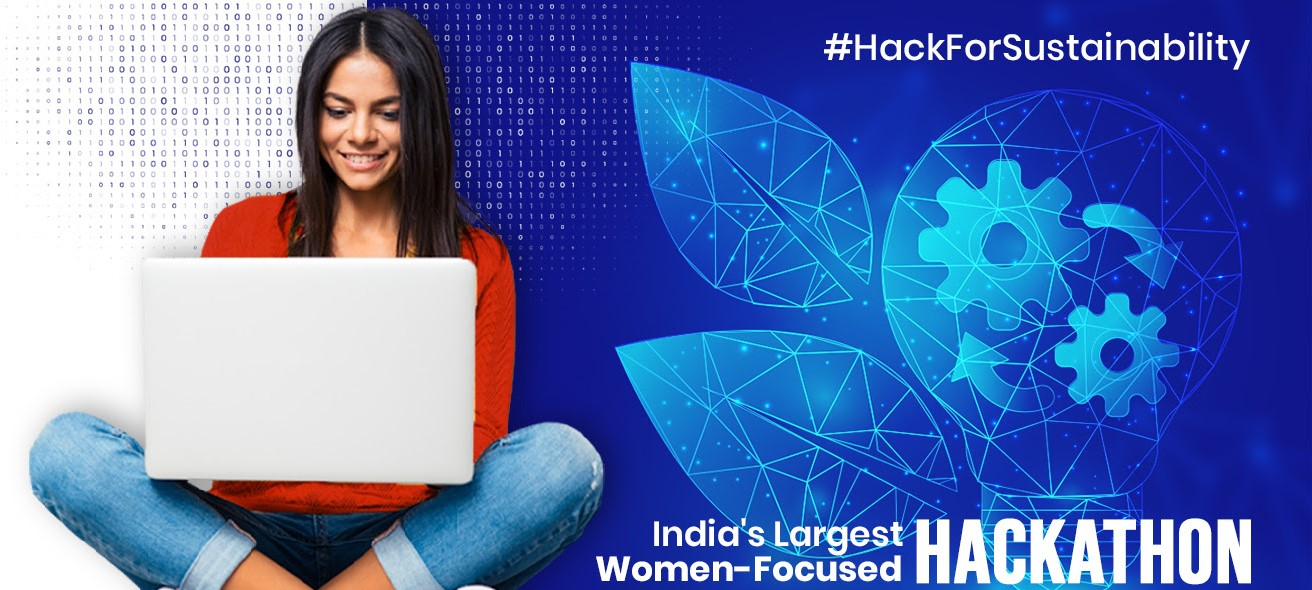 #HackForSustainability
India's Largest
Women-Focused HACKATHON